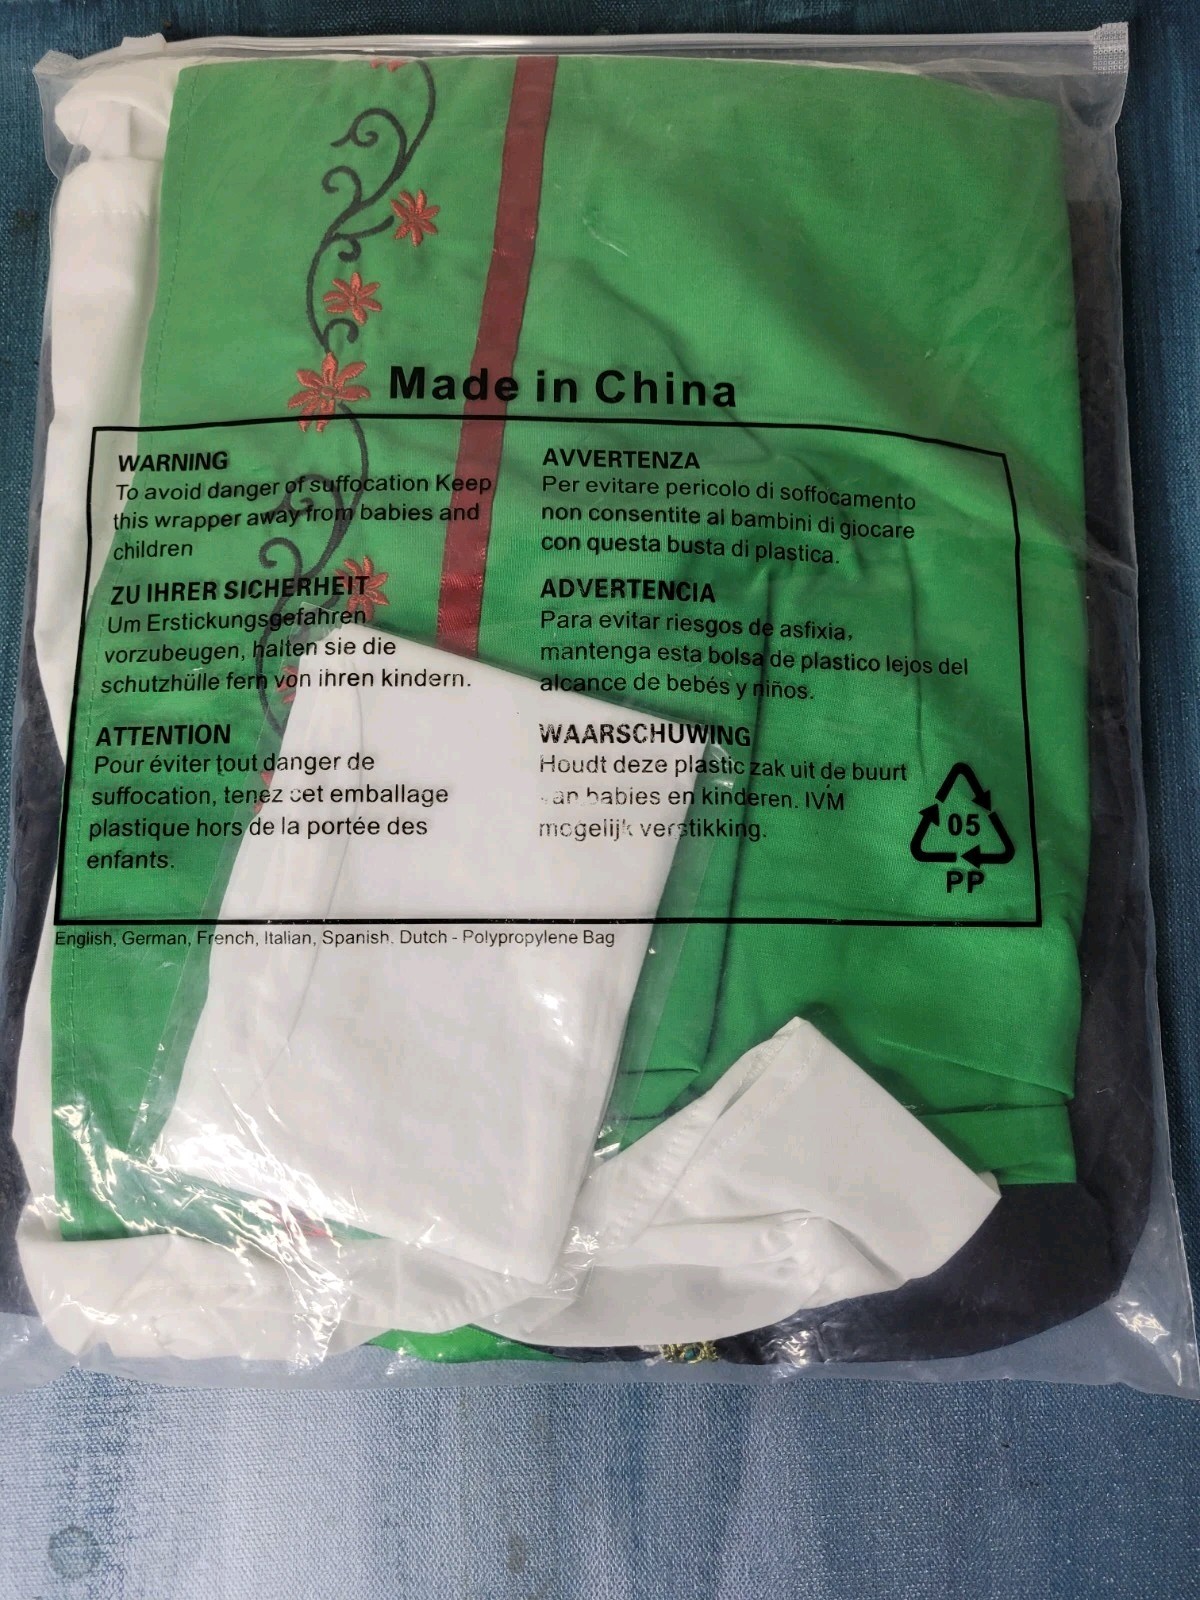 Made in China
WARNING
To avoid danger of suffocation Keep
this wrapper away from babies and
children
ZU IHRER SICHERHEIT
Um Erstickungsgefahren
vorzubeugen, halten sie die
schutzhülle fern von ihren kindern.
ATTENTION
Pour éviter tout danger de
suffocation, tenez cet emballage
plastique hors de la portée des
enfants.
AVVERTENZA
Per evitare pericolo di soffocamento
non consentite al bambini di giocare
con questa busta di plastica.
ADVERTENCIA
Para evitar riesgos de asfixia,
mantenga esta bolsa de plastico lejos del
alcance de bebés y niños.
WAARSCHUWING
Houdt deze plastic zak uit de buurt
van babies en kinderen. IVM
mogelijk verstikking.
05
PP
English, German, French, Italian, Spanish. Dutch - Polypropylene Bag